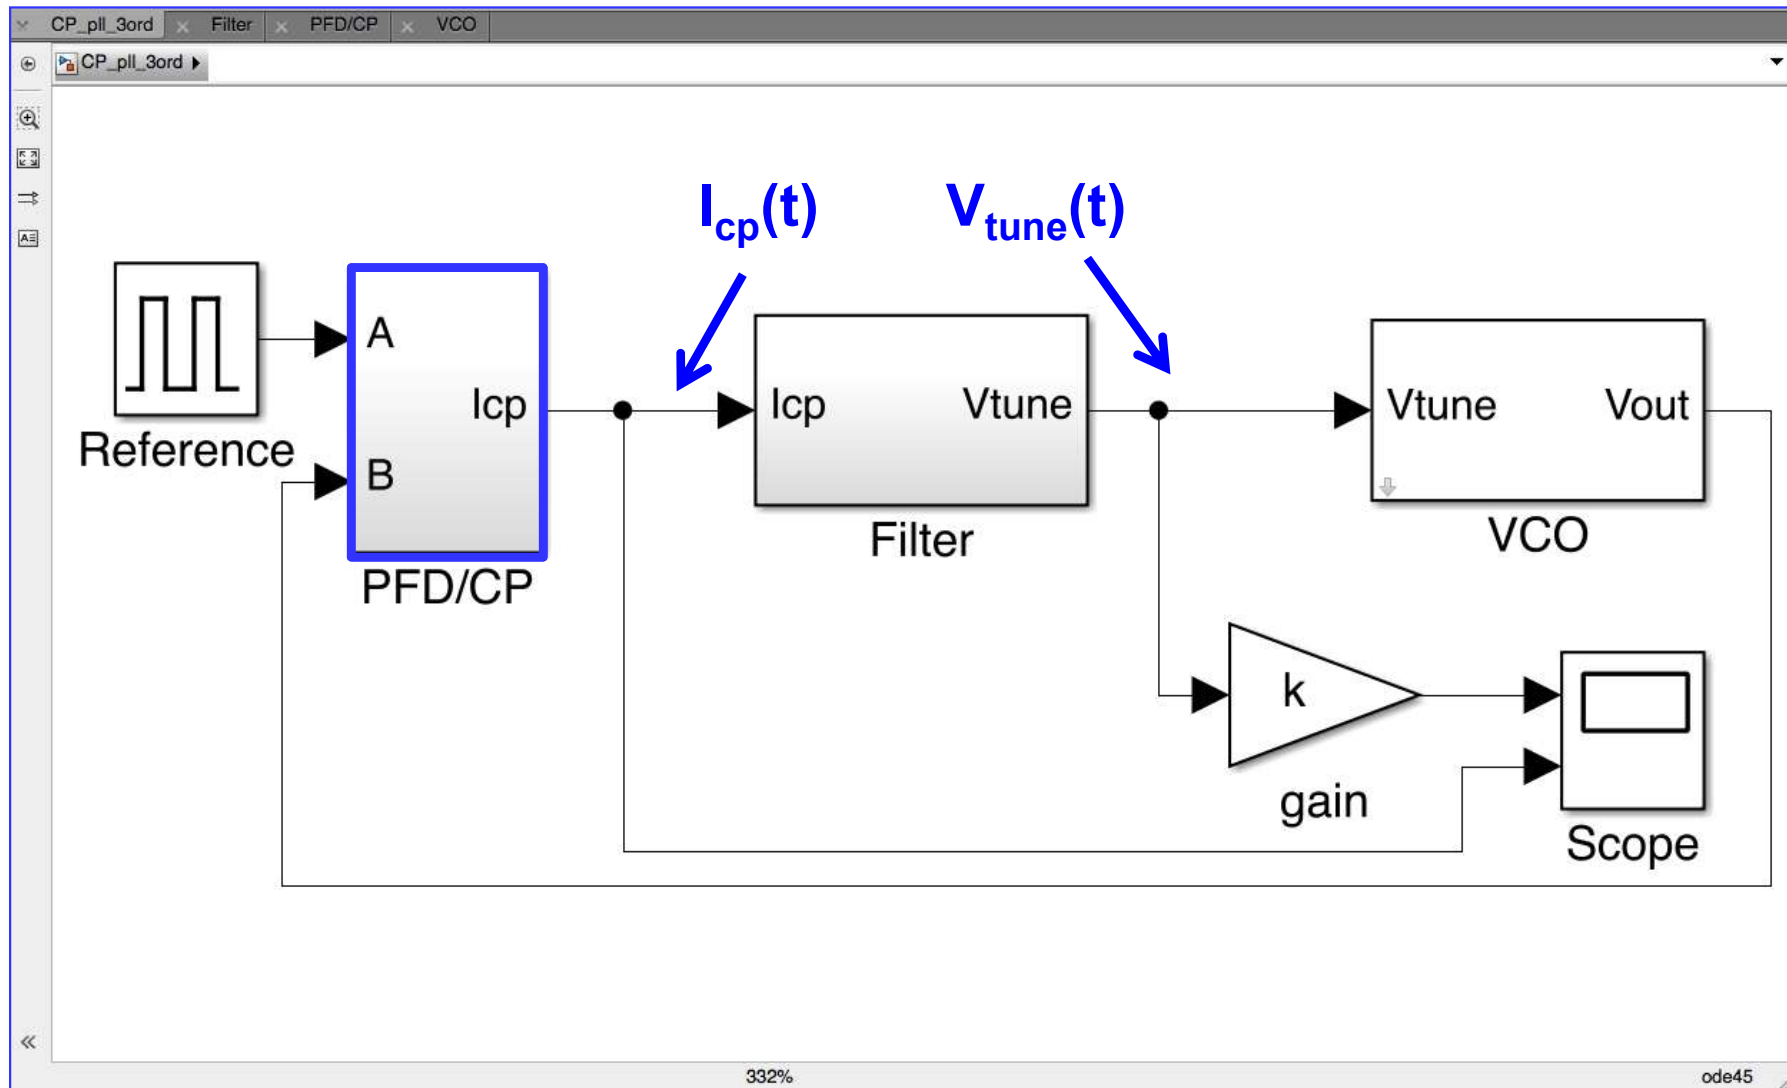 CP_pll_3ord Filter PFD/CP VCO
CP_pll_3ord
Icp(t) Vtune(t)
A
Icp
B
Reference
PFD/CP
Icp Vtune
Filter
Vtune Vout
VCO
k
gain
Scope
332% ode45